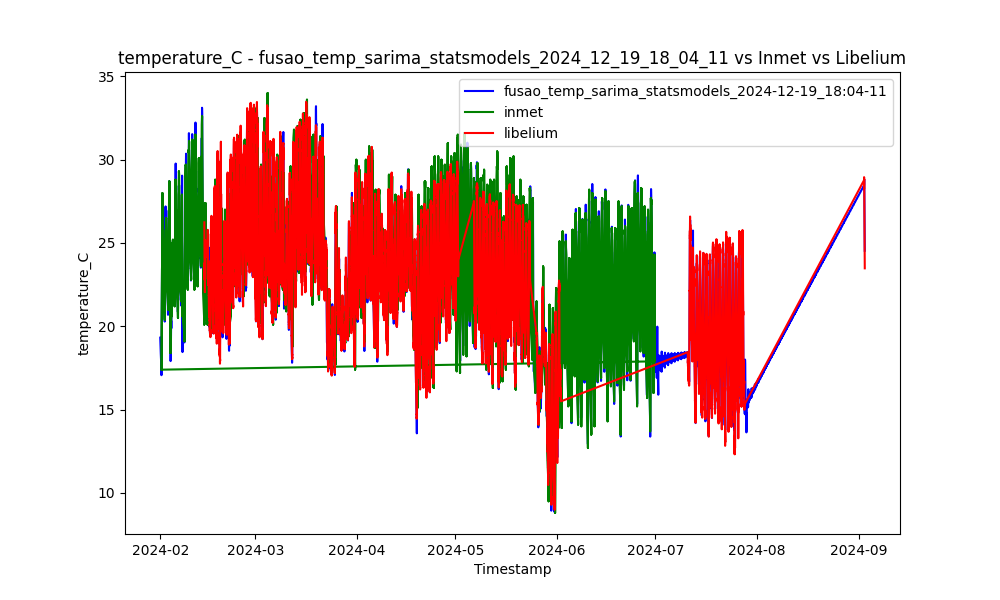 temperature_C - fusao_temp_sarima_statsmodels_2024_12_19_18_04_11 vs Inmet vs Libelium
fusao_temp_sarima_statsmodels_2024-12-19_18:04-11
inmet
libelium
temperature_C
35
30
25
20
15
10
2024-02
2024-03
2024-04
2024-05
2024-06
2024-07
2024-08
2024-09
Timestamp